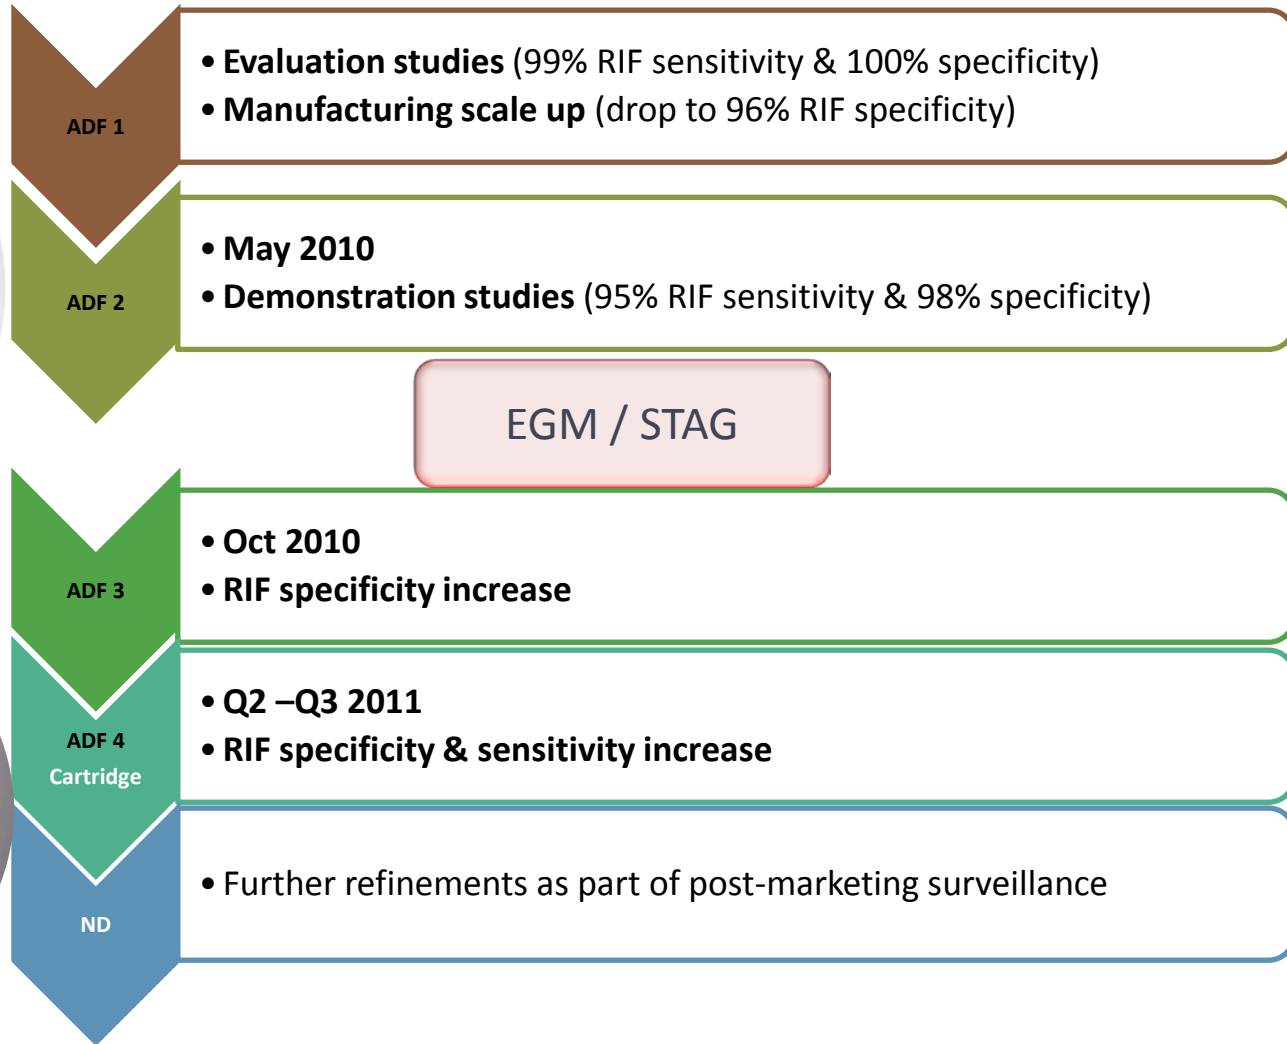 ADF 1
• Evaluation studies (99% RIF sensitivity & 100% specificity)
• Manufacturing scale up (drop to 96% RIF specificity)
ADF 2
• May 2010
• Demonstration studies (95% RIF sensitivity & 98% specificity)
EGM / STAG
ADF 3
• Oct 2010
• RIF specificity increase
ADF 4
Cartridge
• Q2 –Q3 2011
• RIF specificity & sensitivity increase
ND
• Further refinements as part of post-marketing surveillance